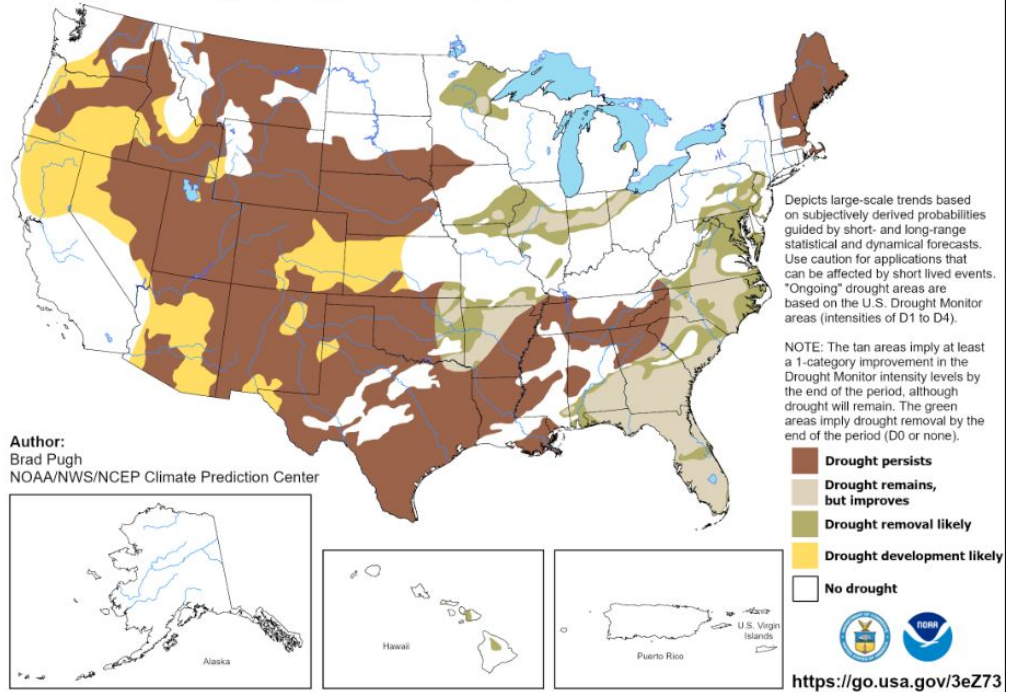 Depicts large-scale trends based
on subjectively derived probabilities
guided by short- and long-range
statistical and dynamical forecasts.
Use caution for applications that
can be affected by short lived events.
"Ongoing" drought areas are
based on the U.S. Drought Monitor
areas (intensities of D1 to D4).
NOTE: The tan areas imply at least
a 1-category improvement in the
Drought Monitor intensity levels by
the end of the period, although
drought will remain. The green
areas imply drought removal by the
end of the period (D0 or none).
Author:
Brad Pugh
NOAA/NWS/NCEP Climate Prediction Center
Drought persists
Drought remains,
but improves
Drought removal likely
Drought development likely
No drought
Alaska
Hawaii
Puerto Rico
U.S. Virgin
Islands
NOAA
https://go.usa.gov/3eZ73